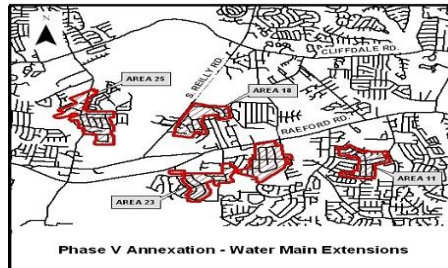 N
CLIFFDALE RD.
AREA 25
S. REILLY RD.
AREA 18
RAEFORD RD.
AREA 23
AREA 11
Phase V Annexation - Water Main Extensions